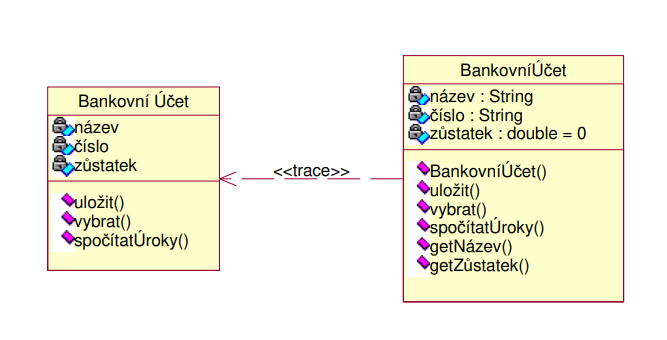 Bankovní Účet
název
číslo
zůstatek
uložit()
vybrat()
spočítatÚroky()
<<trace>>
BankovníÚčet
název : String
číslo : String
zůstatek : double = 0
BankovníÚčet()
uložit()
vybrat()
spočítatÚroky()
getNázev()
getZůstatek()